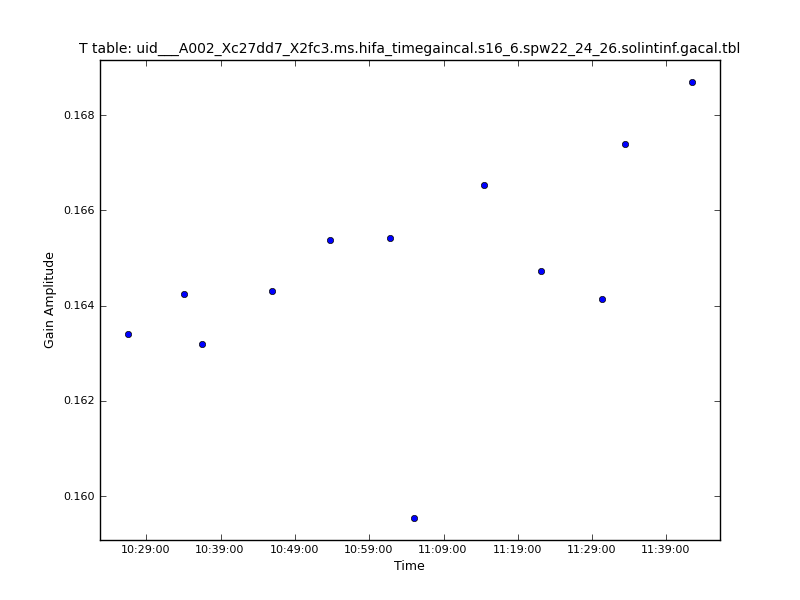 T table: uid___A002_Xc27dd7_X2fc3.ms.hifa_timegaincal.s16_6.spw22_24_26.solintinf.gacal.tbl
0.168
0.166
0.164
0.162
0.160
Gain Amplitude
10:29:00 10:39:00 10:49:00 10:59:00 11:09:00 11:19:00 11:29:00 11:39:00
Time